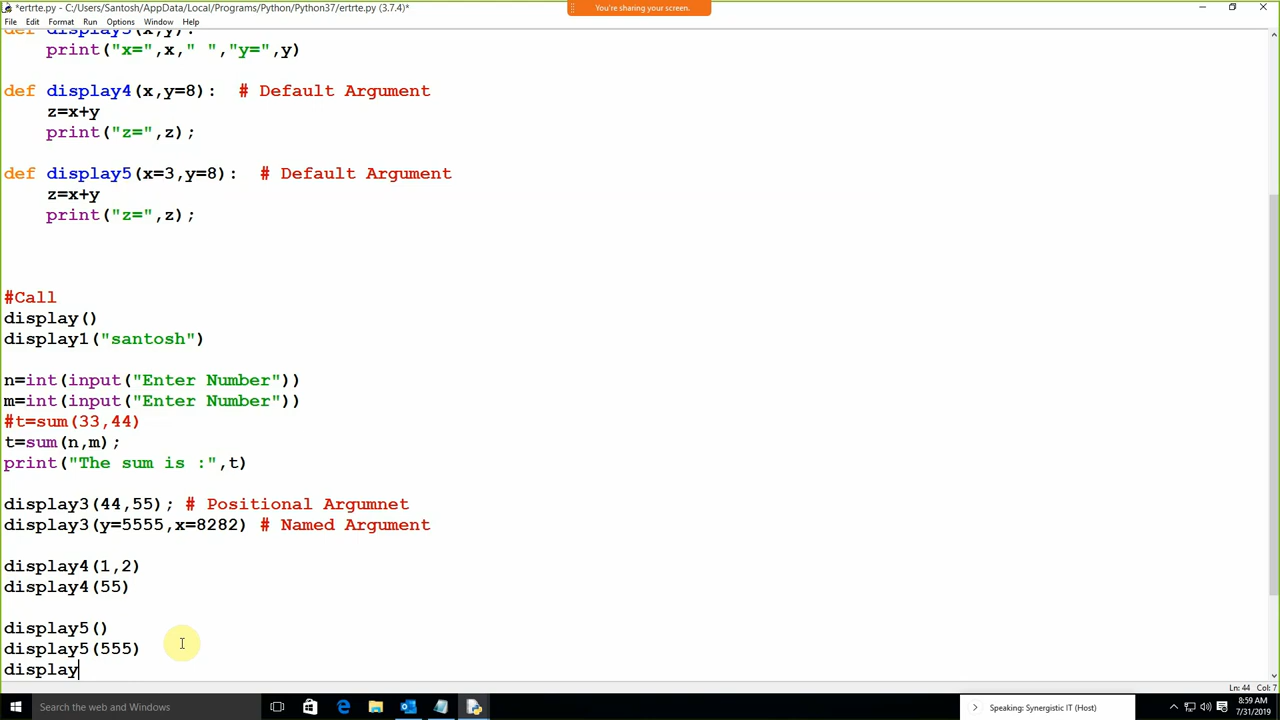 *ertrte.py - C:/Users/Santosh/AppData/Local/Programs/Python/Python37/ertrte.py (3.7.4)*
You're sharing your screen.
File Edit Format Run Options Window Help
def display3(x,y):
    print("x=",x," ","y=",y)
def display4(x,y=8):  # Default Argument
    z=x+y
    print("z=",z);
def display5(x=3,y=8):  # Default Argument
    z=x+y
    print("z=",z);
#Call
display()
display1("santosh")
n=int(input("Enter Number"))
m=int(input("Enter Number"))
#t=sum(33,44)
t=sum(n,m);
print("The sum is :",t)
display3(44,55); # Positional Argumnet
display3(y=5555,x=8282) # Named Argument
display4(1,2)
display4(55)
display5()
display5(555)
display
Ln: 44 Col: 7
Search the web and Windows
Speaking: Synergistic IT (Host)
8:59 AM
7/31/2019